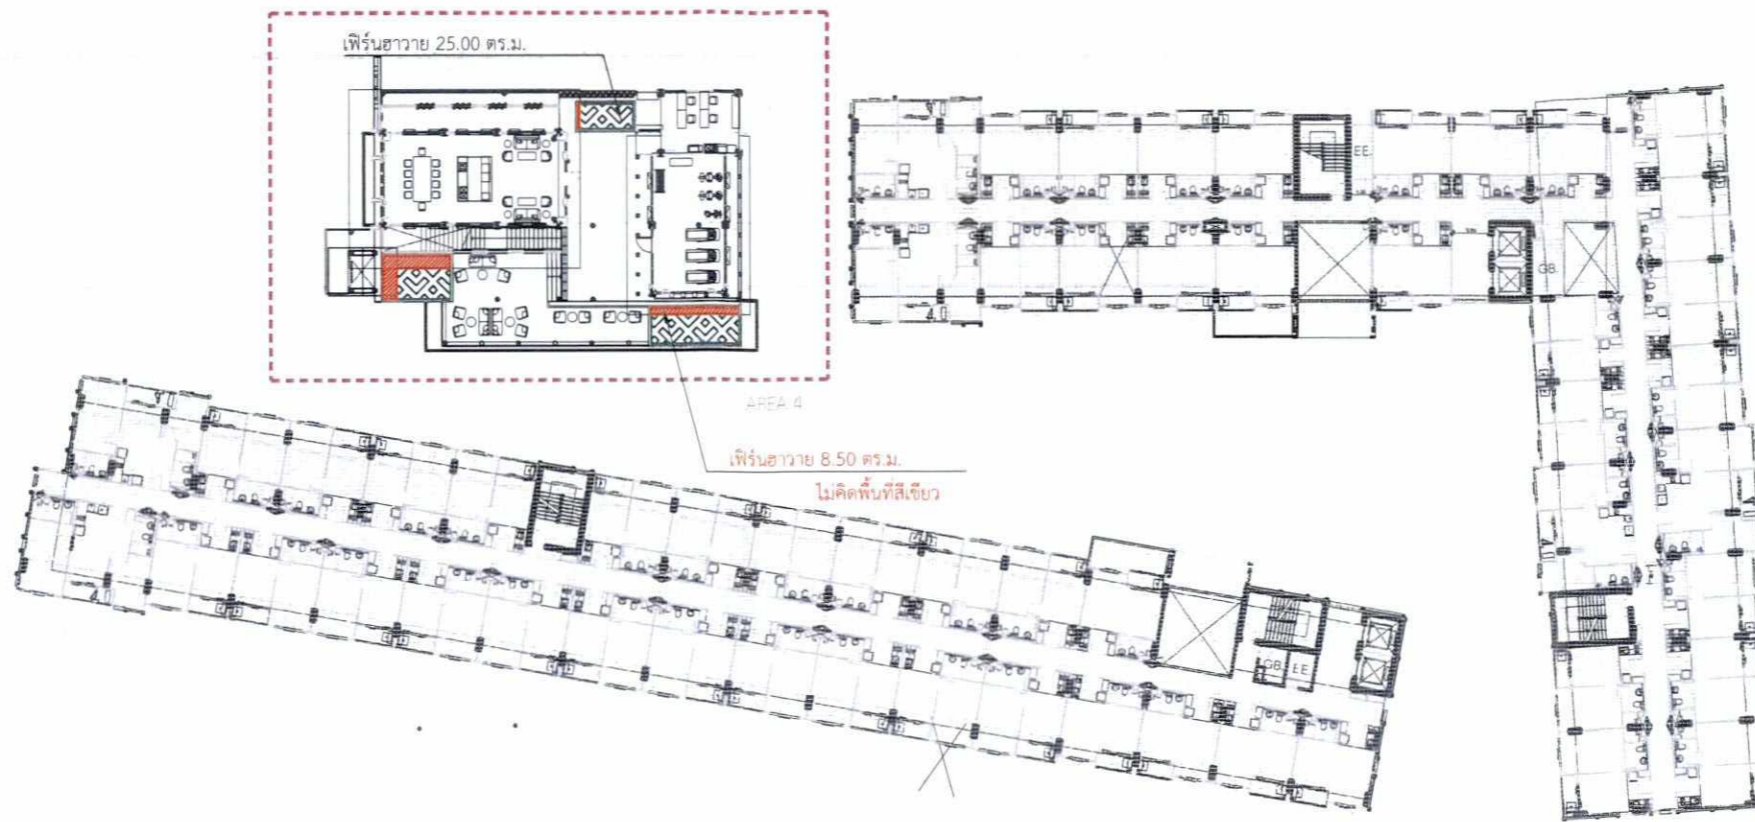 เฟิร์นฮาวาย 25.00 ตร.ม.
EE.
GB.
AREA 4
เฟิร์นฮาวาย 8.50 ตร.ม.
ไม่คิดพื้นที่สีเขียว
GB. EE.